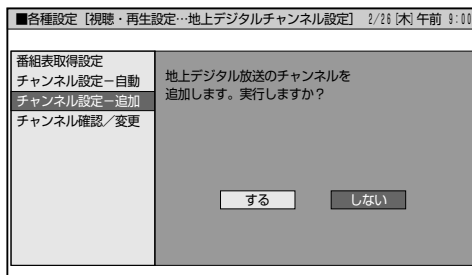 ■各種設定［視聴・再生設定…地上デジタルチャンネル設定］ 2/26［木］午前 9:00
番組表取得設定
チャンネル設定－自動
チャンネル設定－追加
チャンネル確認／変更
地上デジタル放送のチャンネルを
追加します。実行しますか？
する しない